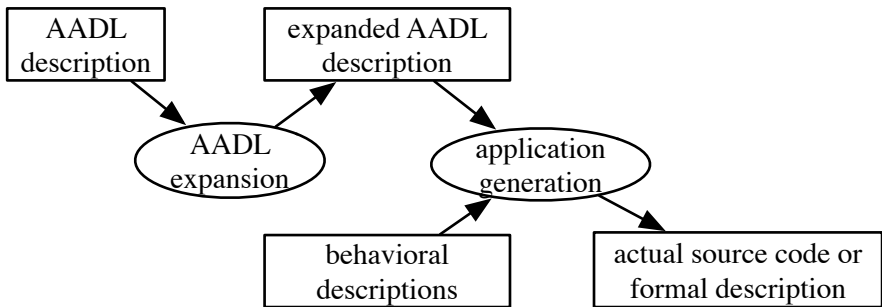 AADL
description
expanded AADL
description
AADL
expansion
application
generation
behavioral
descriptions
actual source code or
formal description